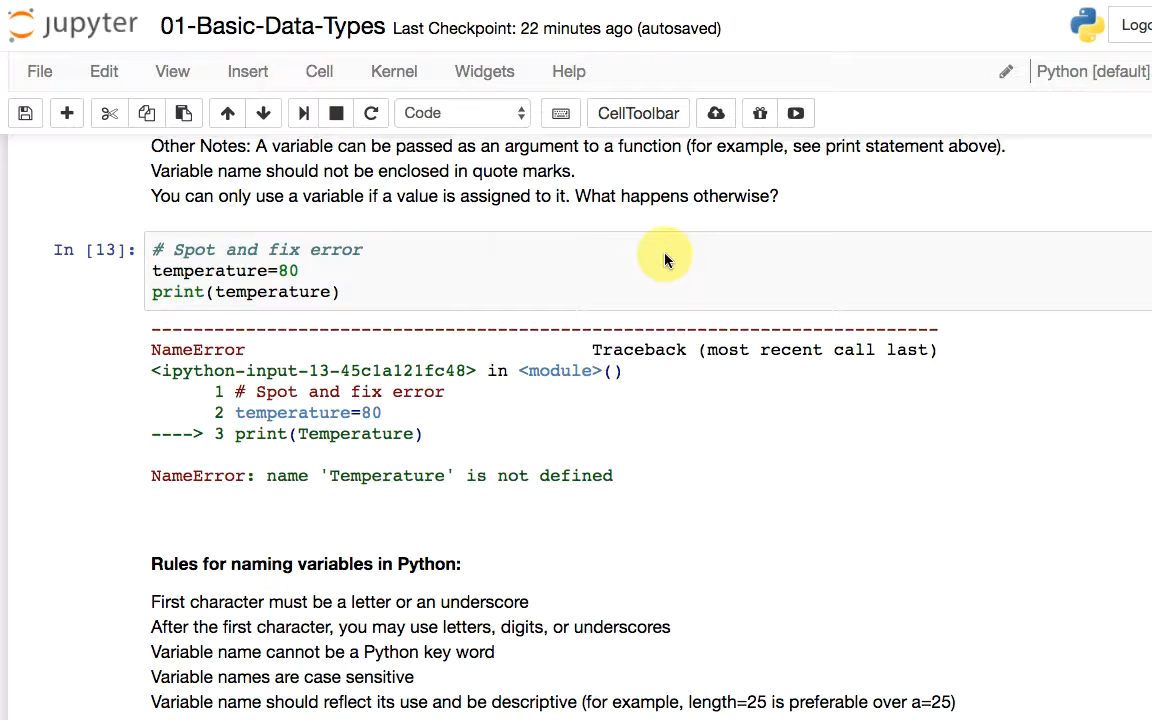 jupyter 01-Basic-Data-Types Last Checkpoint: 22 minutes ago (autosaved)
File Edit View Insert Cell Kernel Widgets Help Python [default]
Code CellToolbar
Other Notes: A variable can be passed as an argument to a function (for example, see print statement above).
Variable name should not be enclosed in quote marks.
You can only use a variable if a value is assigned to it. What happens otherwise?
In [13]: # Spot and fix error
temperature=80
print(temperature)
---------------------------------------------------------------------------
NameError Traceback (most recent call last)
<ipython-input-13-45c1a121fc48> in <module>()
1 # Spot and fix error
2 temperature=80
----> 3 print(Temperature)
NameError: name 'Temperature' is not defined
Rules for naming variables in Python:
First character must be a letter or an underscore
After the first character, you may use letters, digits, or underscores
Variable name cannot be a Python key word
Variable names are case sensitive
Variable name should reflect its use and be descriptive (for example, length=25 is preferable over a=25)